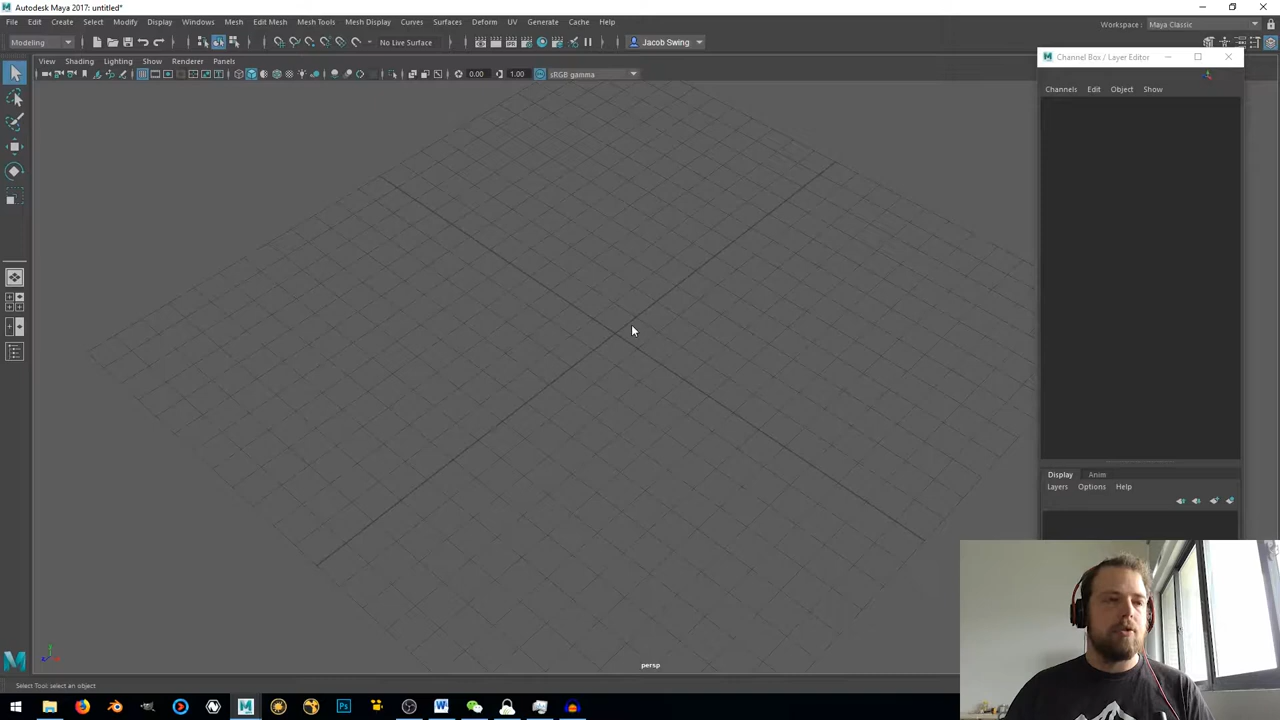 Autodesk Maya 2017: untitled*
File Edit Create Select Modify Display Windows Mesh Edit Mesh Mesh Tools Mesh Display Curves Surfaces Deform UV Generate Cache Help
Workspace: Maya Classic
Modeling No Live Surface Jacob Swing
View Shading Lighting Show Renderer Panels
Channel Box / Layer Editor
0.00 1.00 sRGB gamma
Channels Edit Object Show
Display Anim
Layers Options Help
persp
Select Tool: select an object